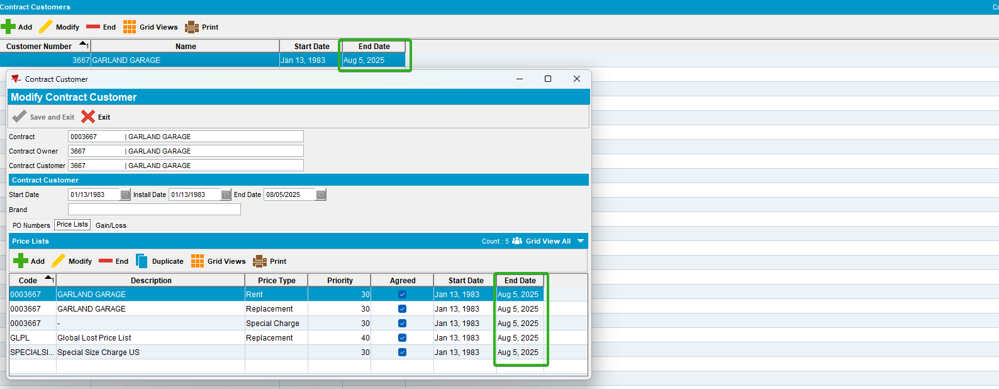 Contract Customers
Add Modify End Grid Views Print
Customer Number 1 Name Start Date End Date
3667 GARLAND GARAGE Jan 13, 1983 Aug 5, 2025
Contract Customer
Modify Contract Customer
Save and Exit Exit
Contract 0003667 | GARLAND GARAGE
Contract Owner 3667 | GARLAND GARAGE
Contract Customer 3667 | GARLAND GARAGE
Contract Customer
Start Date 01/13/1983 Install Date 01/13/1983 End Date 08/05/2025
Brand
PO Numbers Price Lists Gain/Loss
Price Lists Count : 5 Grid View All
Add Modify End Duplicate Grid Views Print
Code 1 Description Price Type Priority Agreed Start Date End Date
0003667 GARLAND GARAGE Rent 30 Jan 13, 1983 Aug 5, 2025
0003667 GARLAND GARAGE Replacement 30 Jan 13, 1983 Aug 5, 2025
0003667 - Special Charge 30 Jan 13, 1983 Aug 5, 2025
GLPL Global Lost Price List Replacement 40 Jan 13, 1983 Aug 5, 2025
SPECIALSI... Special Size Charge US 30 Jan 13, 1983 Aug 5, 2025